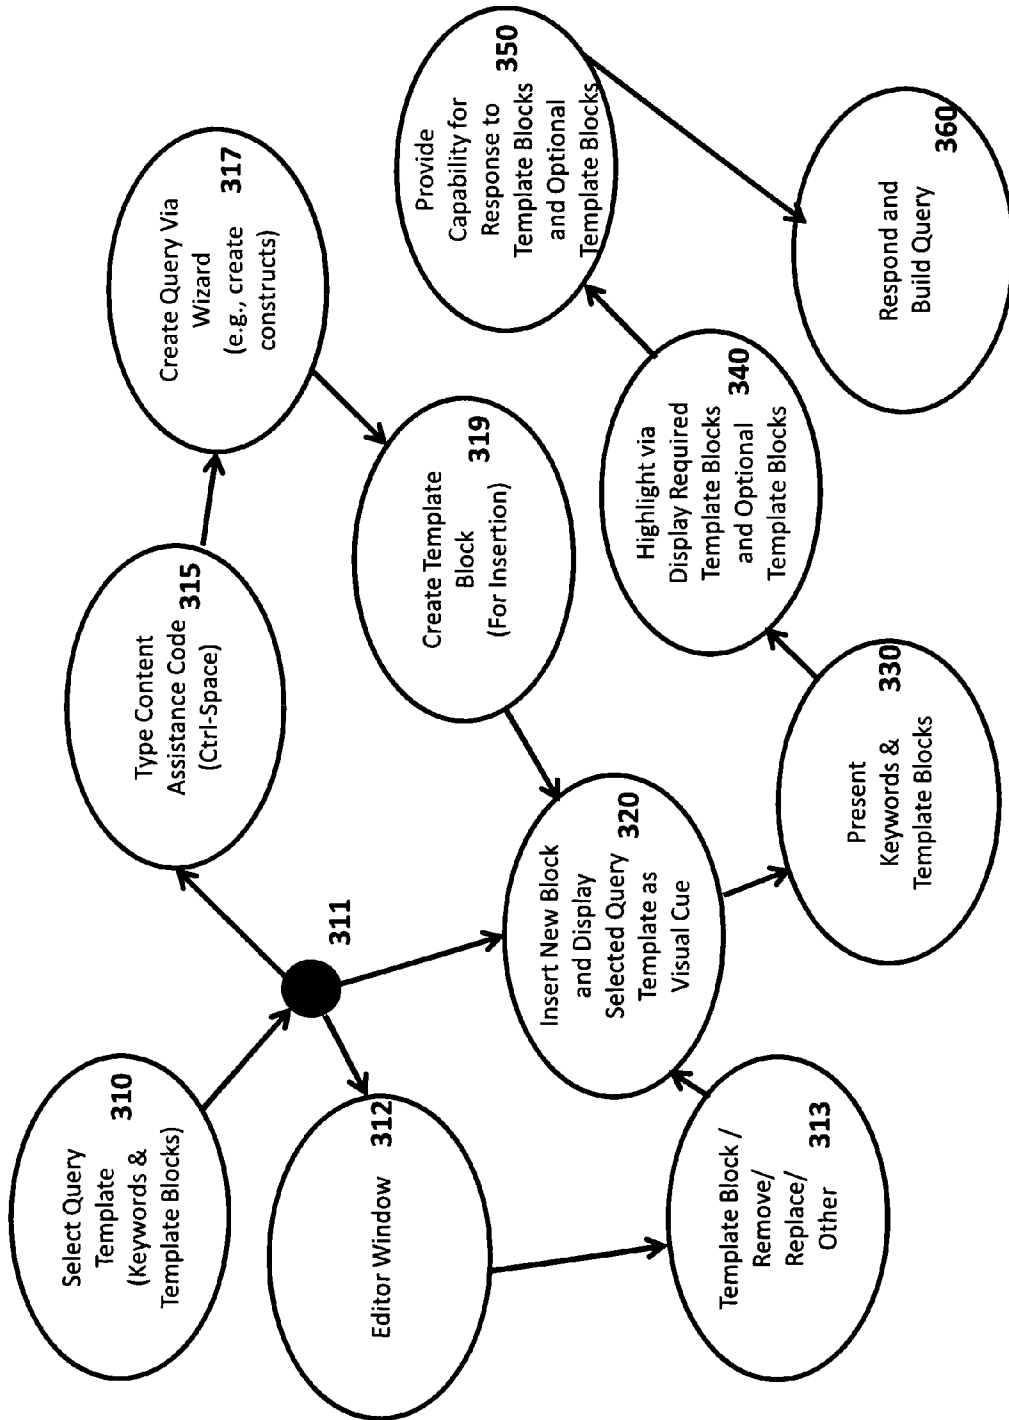 Select Query
Template
(Keywords &
Template Blocks)
310
311
Editor Window
312
Template Block /
Remove/
Replace/
Other
313
Type Content
Assistance Code
(Ctrl-Space)
315
Create Query Via
Wizard
(e.g., create
constructs)
317
Create Template
Block
(For Insertion)
319
Insert New Block
and Display
Selected Query
Template as
Visual Cue
320
Present
Keywords &
Template Blocks
330
Highlight via
Display Required
Template Blocks
and Optional
Template Blocks
340
Provide
Capability for
Response to
Template Blocks
and Optional
Template Blocks
350
Respond and
Build Query
360